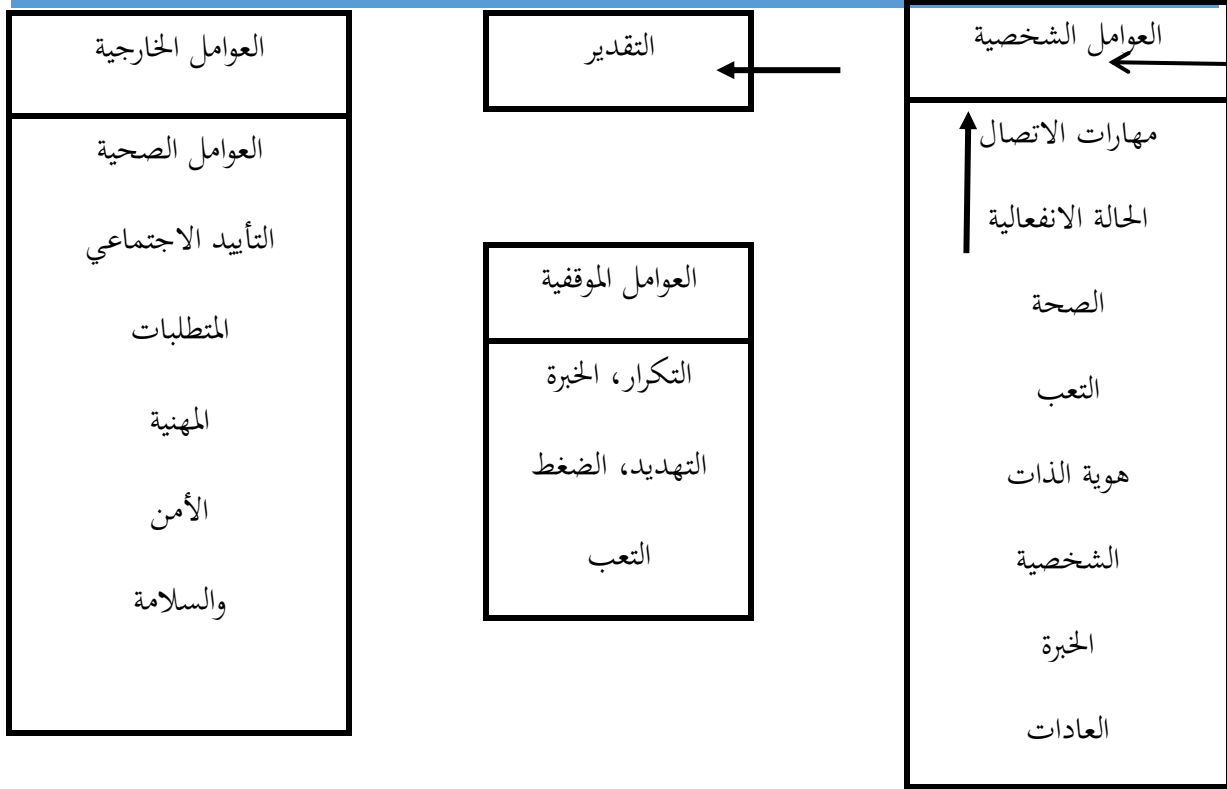 العوامل الشخصية
مهارات الاتصال
الحالة الانفعالية
الصحة
التعب
هوية الذات
الشخصية
الخبرة
العادات
التقدير
العوامل الموقفية
التكرار، الخبرة
التهديد، الضغط
التعب
العوامل الخارجية
العوامل الصحية
التأييد الاجتماعي
المتطلبات
المهنية
الأمن
والسلامة